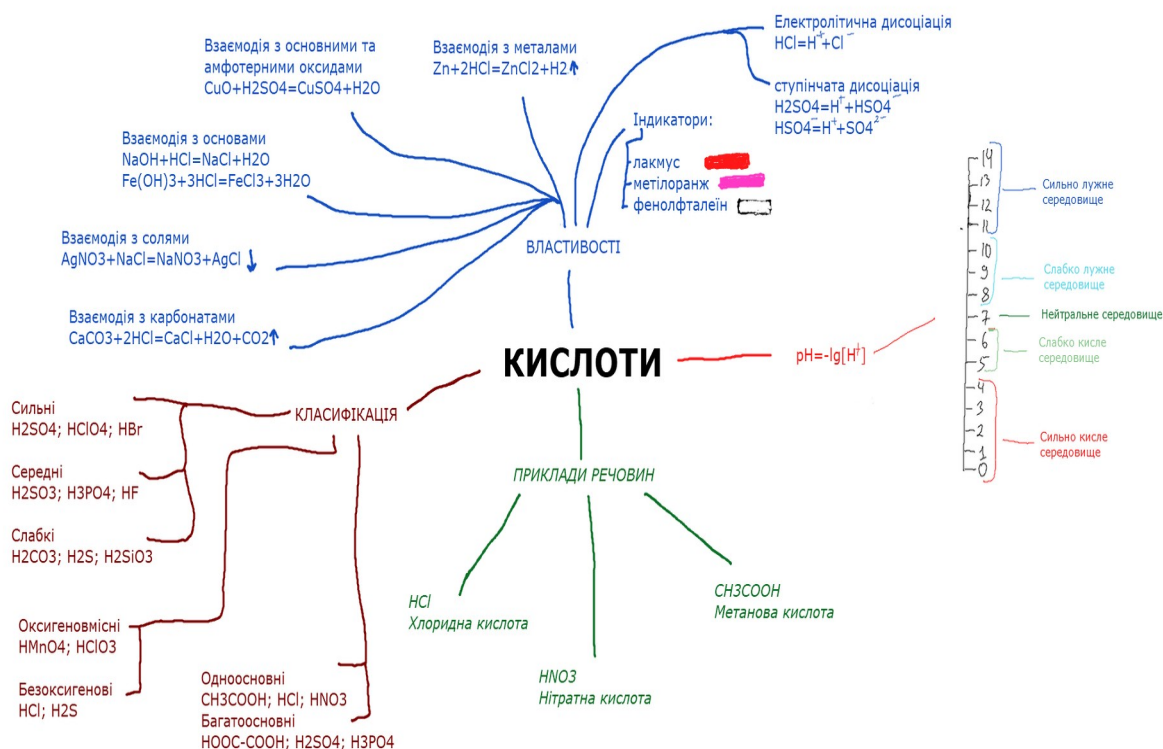 Електролітична дисоціація
HCl=H⁺+Cl⁻
ступінчата дисоціація
H2SO4=H⁺+HSO4⁻
HSO4⁻=H⁺+SO4²⁻
Взаємодія з металами
Zn+2HCl=ZnCl2+H2↑
Взаємодія з основними та
амфотерними оксидами
CuO+H2SO4=CuSO4+H2O
Взаємодія з основами
NaOH+HCl=NaCl+H2O
Fe(OH)3+3HCl=FeCl3+3H2O
Взаємодія з солями
AgNO3+NaCl=NaNO3+AgCl↓
Взаємодія з карбонатами
CaCO3+2HCl=CaCl+H2O+CO2↑
Індикатори:
-лакмус
-метілоранж
-фенолфталеїн
ВЛАСТИВОСТІ
КИСЛОТИ
pH=-lg[H⁺]
14
13
12
11
10
9
8
7
6
5
4
3
2
1
0
Сильно лужне
середовище
Слабко лужне
середовище
Нейтральне середовище
Слабко кисле
середовище
Сильно кисле
середовище
КЛАСИФІКАЦІЯ
Сильні
H2SO4; HClO4; HBr
Середні
H2SO3; H3PO4; HF
Слабкі
H2CO3; H2S; H2SiO3
Оксигеновмісні
HMnO4; HClO3
Безоксигенові
HCl; H2S
Одноосновні
CH3COOH; HCl; HNO3
Багатоосновні
HOOC-COOH; H2SO4; H3PO4
ПРИКЛАДИ РЕЧОВИН
HCl
Хлоридна кислота
HNO3
Нітратна кислота
CH3COOH
Метанова кислота